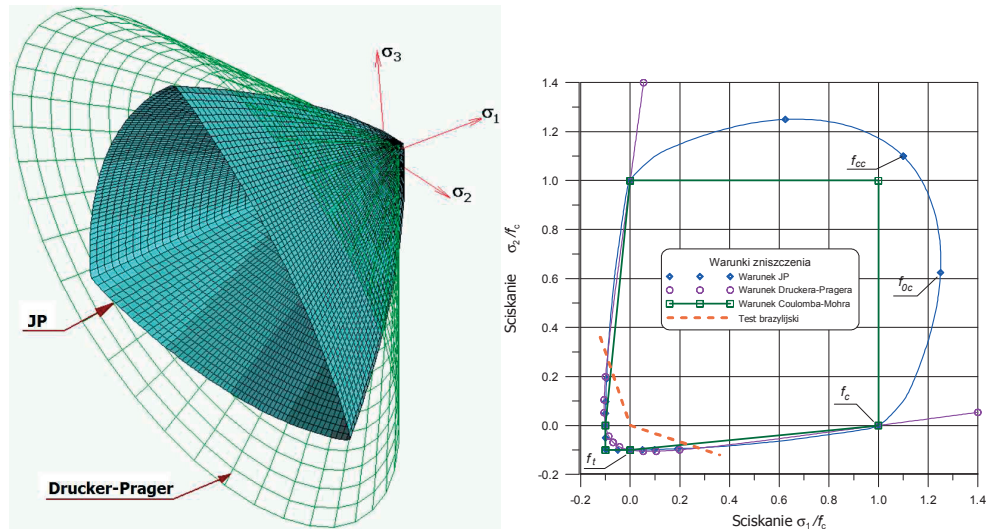 σ3
σ1
σ2
JP
Drucker-Prager
1.4
1.2
1.0
0.8
0.6
0.4
0.2
0.0
-0.2
Sciskanie σ2/fc
fcc
f0c
fc
ft
Warunki zniszczenia
Warunek JP
Warunek Druckera-Pragera
Warunek Coulomba-Mohra
Test brazylijski
-0.2 0.0 0.2 0.4 0.6 0.8 1.0 1.2 1.4
Sciskanie σ1/fc